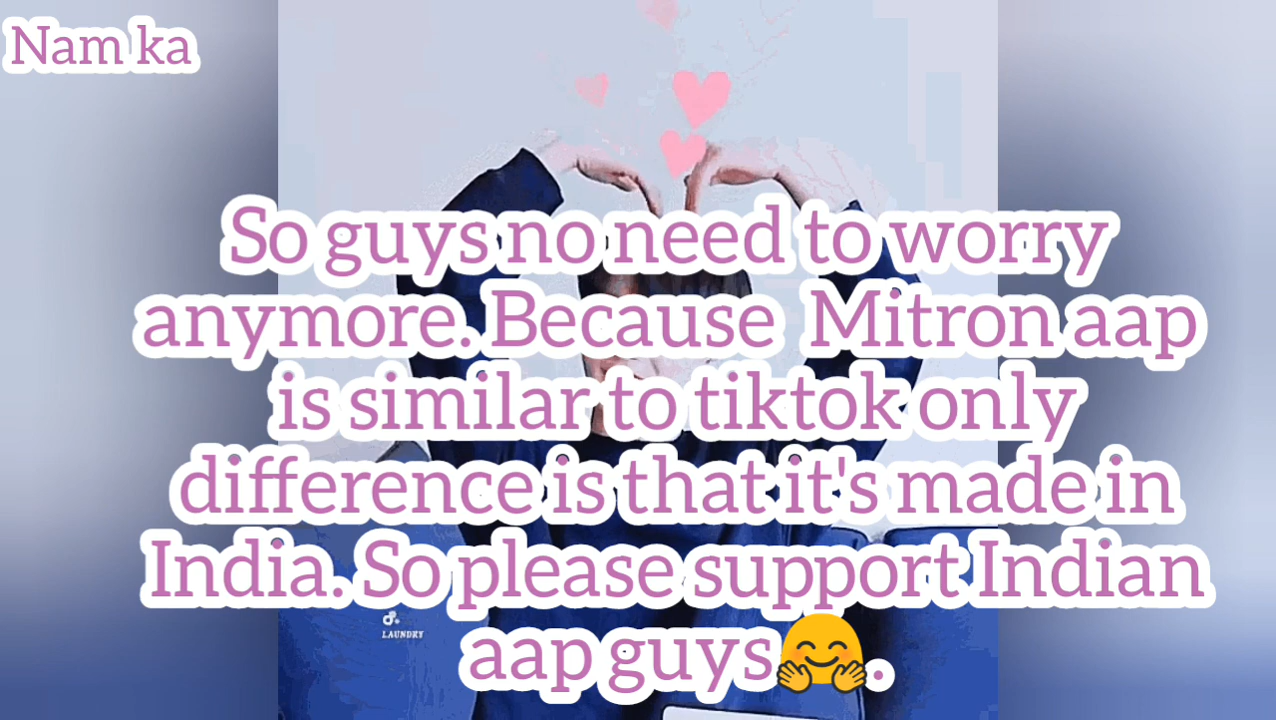 Nam ka
So guys no need to worry
anymore. Because Mitron aap
is similar to tiktok only
difference is that it's made in
India. So please support Indian
aap guys🤗.
LAUNDRY